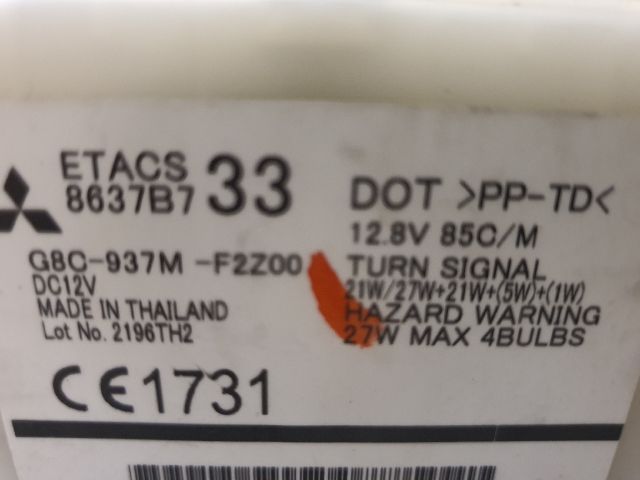 ETACS
8637B7 33
G8C-937M -F2Z00
DC12V
MADE IN THAILAND
Lot No. 2196TH2
CE1731
DOT >PP-TD<
12.8V 85C/M
TURN SIGNAL
21W/27W+21W+(5W)+(1W)
HAZARD WARNING
27W MAX 4BULBS